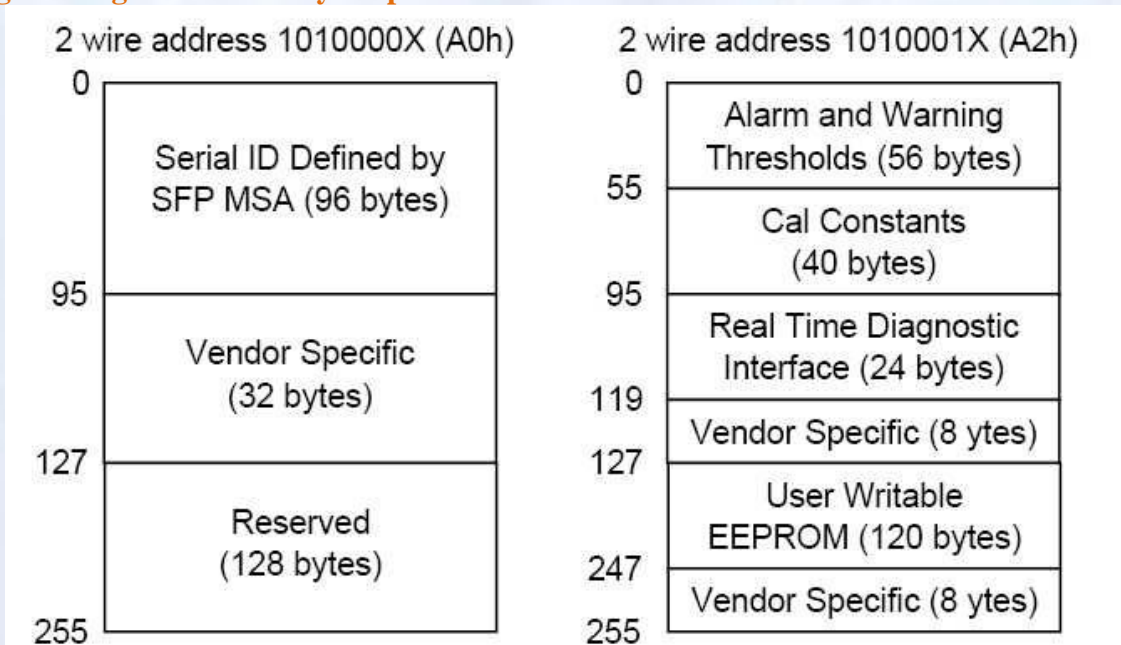 2 wire address 1010000X (A0h)
0
Serial ID Defined by
SFP MSA (96 bytes)
95
Vendor Specific
(32 bytes)
127
Reserved
(128 bytes)
255
2 wire address 1010001X (A2h)
0
Alarm and Warning
Thresholds (56 bytes)
55
Cal Constants
(40 bytes)
95
Real Time Diagnostic
Interface (24 bytes)
119
Vendor Specific (8 ytes)
127
User Writable
EEPROM (120 bytes)
247
Vendor Specific (8 ytes)
255